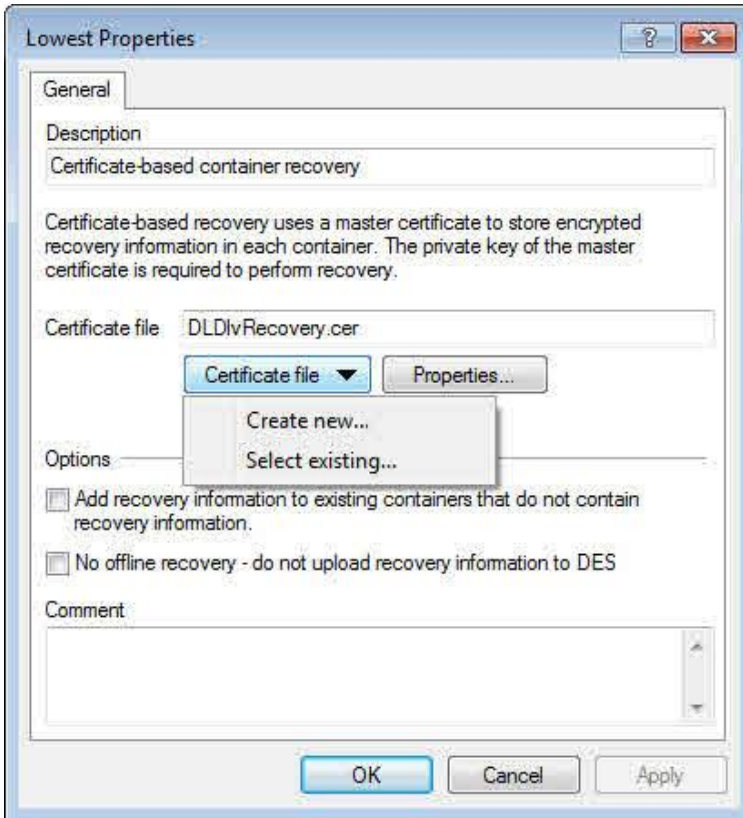 Lowest Properties
?
General
Description
Certificate-based container recovery
Certificate-based recovery uses a master certificate to store encrypted
recovery information in each container. The private key of the master
certificate is required to perform recovery.
Certificate file DLDlvRecovery.cer
Certificate file Properties...
Create new...
Select existing...
Options
Add recovery information to existing containers that do not contain
recovery information.
No offline recovery - do not upload recovery information to DES
Comment
OK Cancel Apply